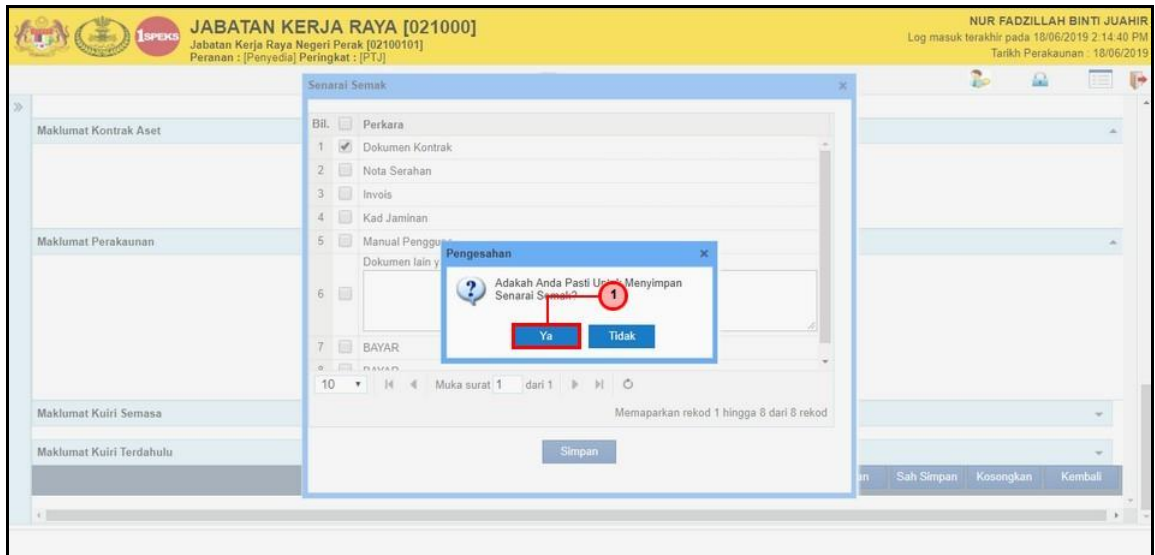 1SPEKS
JABATAN KERJA RAYA [021000]
Jabatan Kerja Raya Negeri Perak [02100101]
Peranan : [Penyedia] Peringkat : [PTJ]
NUR FADZILLAH BINTI JUAHIR
Log masuk terakhir pada 18/06/2019 2:14:40 PM
Tarikh Perakaunan : 18/06/2019
Senarai Semak
Maklumat Kontrak Aset
Bil. Perkara
1 Dokumen Kontrak
2 Nota Serahan
3 Invois
4 Kad Jaminan
Maklumat Perakaunan
5 Manual
Dokumen lain
6
Pengesahan
Adakah Anda Pasti Untuk Menyimpan
Senarai Semak?
1
Ya Tidak
7 BAYAR
10 Muka surat 1 dari 1
Memaparkan rekod 1 hingga 8 dari 8 rekod
Maklumat Kuiri Semasa
Simpan
Maklumat Kuiri Terdahulu
Sah Simpan Kosongkan Kembali